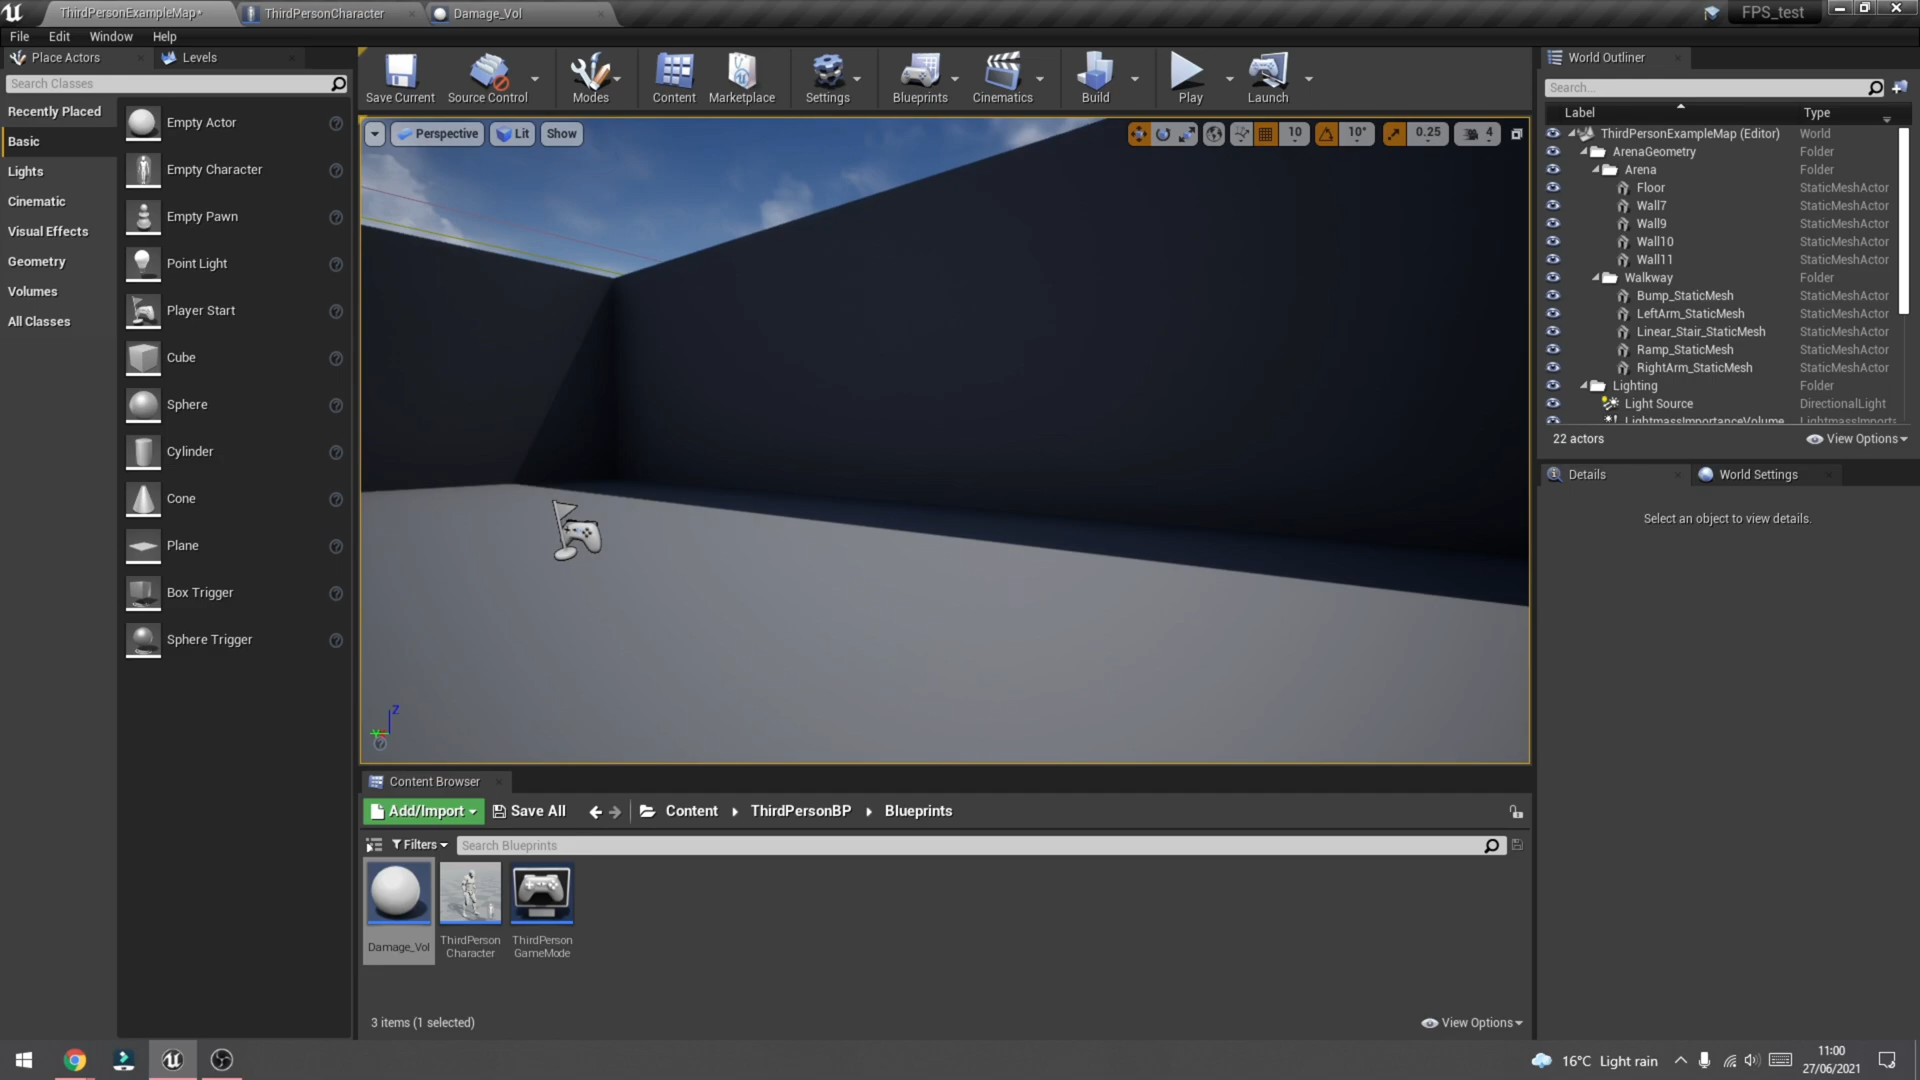 ThirdPersonExampleMap*
ThirdPersonCharacter
Damage_Vol
FPS_test
File
Edit
Window
Help
Place Actors
Levels
Search Classes
Recently Placed
Basic
Lights
Cinematic
Visual Effects
Geometry
Volumes
All Classes
Empty Actor
Empty Character
Empty Pawn
Point Light
Player Start
Cube
Sphere
Cylinder
Cone
Plane
Box Trigger
Sphere Trigger
Save Current
Source Control
Modes
Content
Marketplace
Settings
Blueprints
Cinematics
Build
Play
Launch
Perspective
Lit
Show
10
10°
0.25
4
Z
Y
World Outliner
Search...
Label
Type
ThirdPersonExampleMap (Editor) World
ArenaGeometry Folder
Arena Folder
Floor StaticMeshActor
Wall7 StaticMeshActor
Wall9 StaticMeshActor
Wall10 StaticMeshActor
Wall11 StaticMeshActor
Walkway Folder
Bump_StaticMesh StaticMeshActor
LeftArm_StaticMesh StaticMeshActor
Linear_Stair_StaticMesh StaticMeshActor
Ramp_StaticMesh StaticMeshActor
RightArm_StaticMesh StaticMeshActor
Lighting Folder
Light Source DirectionalLight
LightmassImportanceVolume
22 actors
View Options
Details
World Settings
Select an object to view details.
Content Browser
Add/Import
Save All
Content
ThirdPersonBP
Blueprints
Filters
Search Blueprints
Damage_Vol
ThirdPerson
Character
ThirdPerson
GameMode
3 items (1 selected)
View Options
16°C Light rain
11:00
27/06/2021